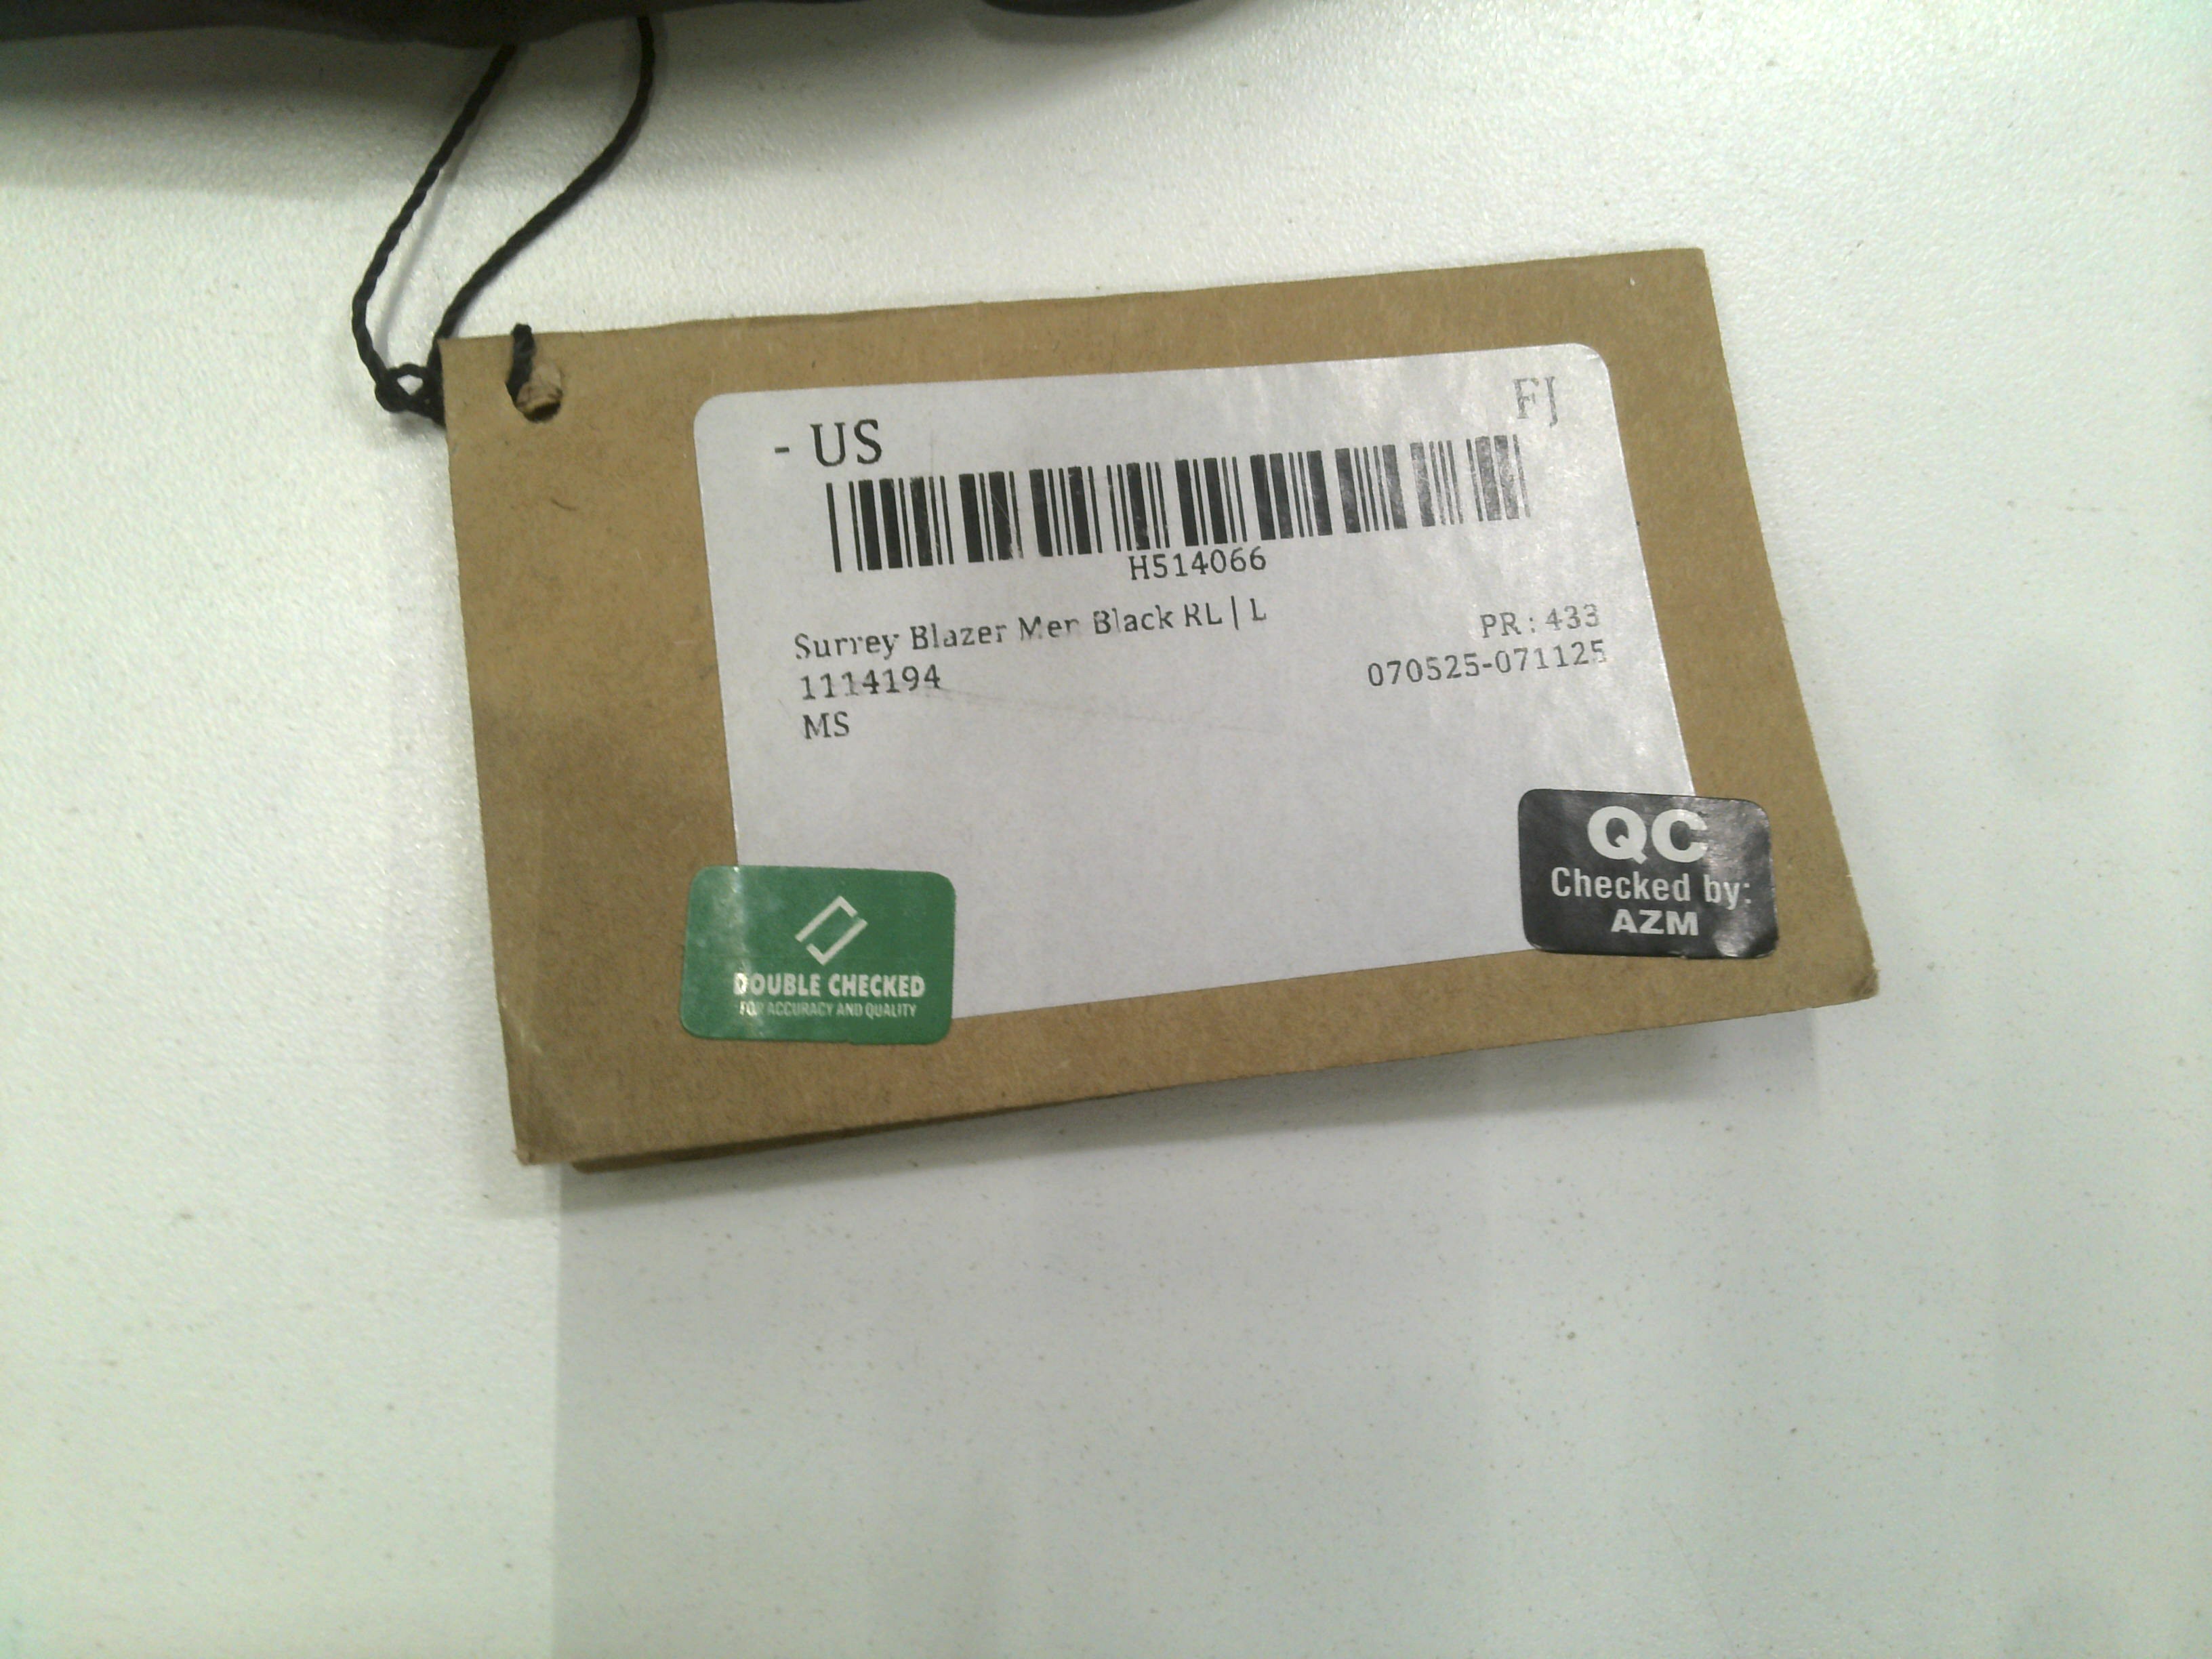 - US
FJ
H514066
Surrey Blazer Men Black RL | L
PR : 433
1114194
070525-071125
MS
QC
Checked by:
AZM
DOUBLE CHECKED
FOR ACCURACY AND QUALITY